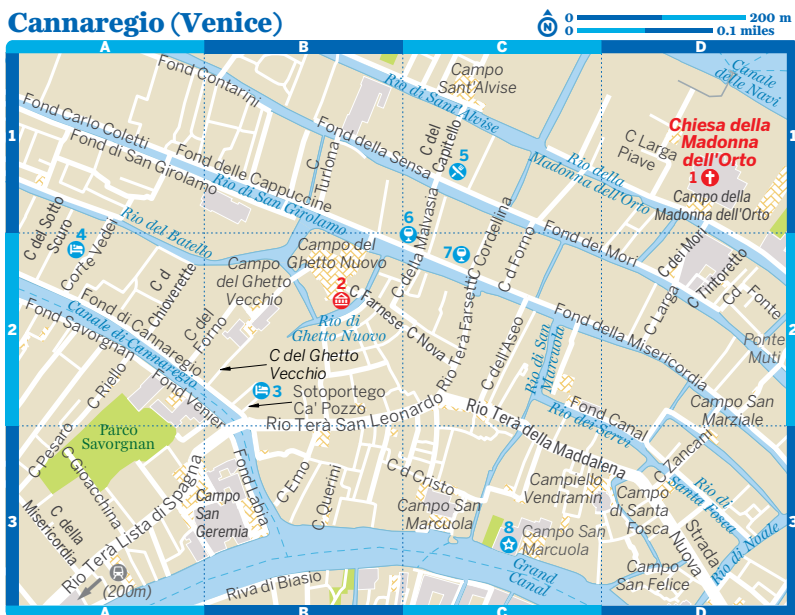 Cannaregio (Venice)
N
0 200 m
0 0.1 miles
A
B
C
D
1
1
2
2
3
3
A
B
C
D
Fond Contarini
Campo
Sant'Alvise
Rio di Sant'Alvise
Canale
delle Navi
Fond Carlo Coletti
Fond di San Girolamo
Fond della Sensa
C del
Capitello
5
C Larga
Piave
Chiesa della
Madonna
dell'Orto
1
Campo della
Madonna dell'Orto
Rio della
Madonna dell'Orto
C
Turlona
Fond delle Cappuccine
Rio di San Girolamo
Rio del Batello
C del Sotto
Scuro
4
Corte Vedei
C d
Chioverette
Campo del
Ghetto Nuovo
Campo
del Ghetto
Vecchio
2
6
C della Malvasia
7
C Cordellina
C d Forno
Fond dei Mori
C dei Mori
C Tintoretto
C Larga
Cd
Fonte
Ponte
Muti
C Farnese
C Nova
Rio di
Ghetto Nuovo
Rio Terà Farsetti
C dell'Aseo
Rio di San
Marcuola
Fond della Misericordia
Fond di Cannaregio
Canale di Cannaregio
Fond Savorgnan
C del
Forno
C del Ghetto
Vecchio
3
Sotoportego
Ca' Pozzo
Rio Terà San Leonardo
Fond Venier
C Riello
Parco
Savorgnan
C Pesaro
C Gioacchina
C della
Misericordia
Rio Terà Lista di Spagna
(200m)
Campo
San
Geremia
Fond Labia
C Emo
C Querini
Riva di Biasio
C d Cristo
Campo San
Marcuola
Rio Terà della Maddalena
Rio dei Servi
Fond Canal
Campo San
Marziale
C Zancani
Rio di
Santa Fosca
Campiello
Vendramin
Campo
di Santa
Fosca
8
Campo San
Marcuola
Grand
Canal
Strada
Nuova
Rio di Noale
Campo
San Felice